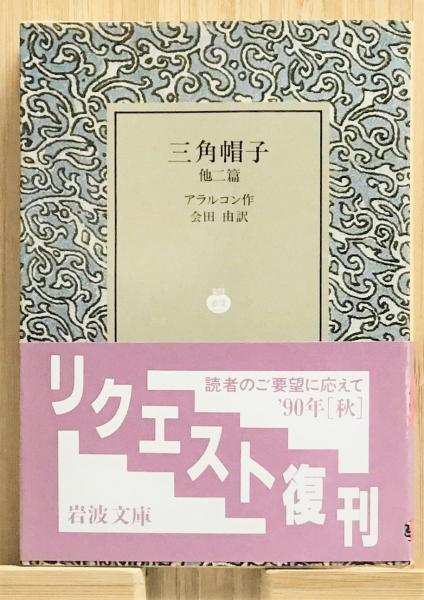 三角帽子
他二篇
アラルコン作
会田 由訳
読者のご要望に応えて
'90年[秋]
リクエスト復刊
岩波文庫